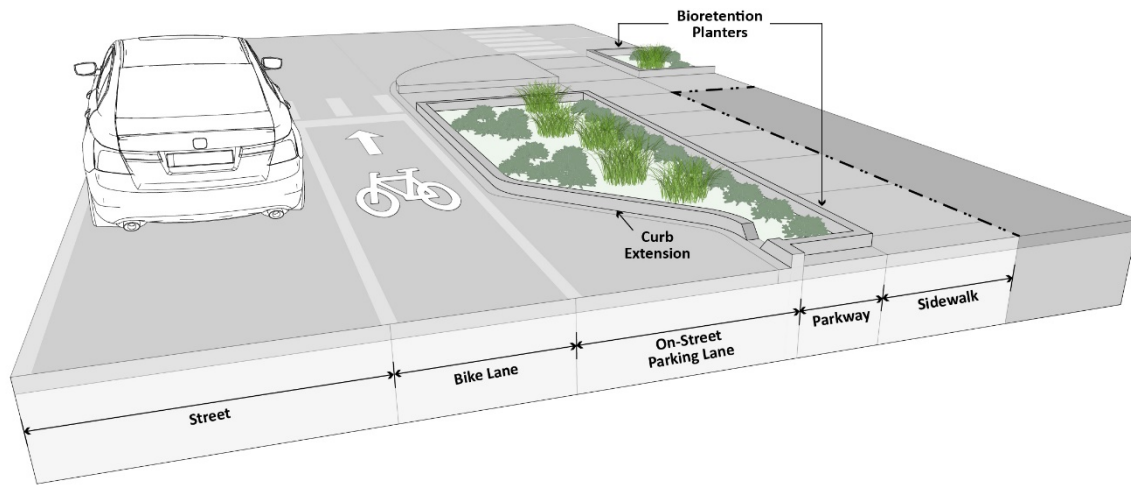 Bioretention
Planters
Curb
Extension
Street
Bike Lane
On-Street
Parking Lane
Parkway
Sidewalk